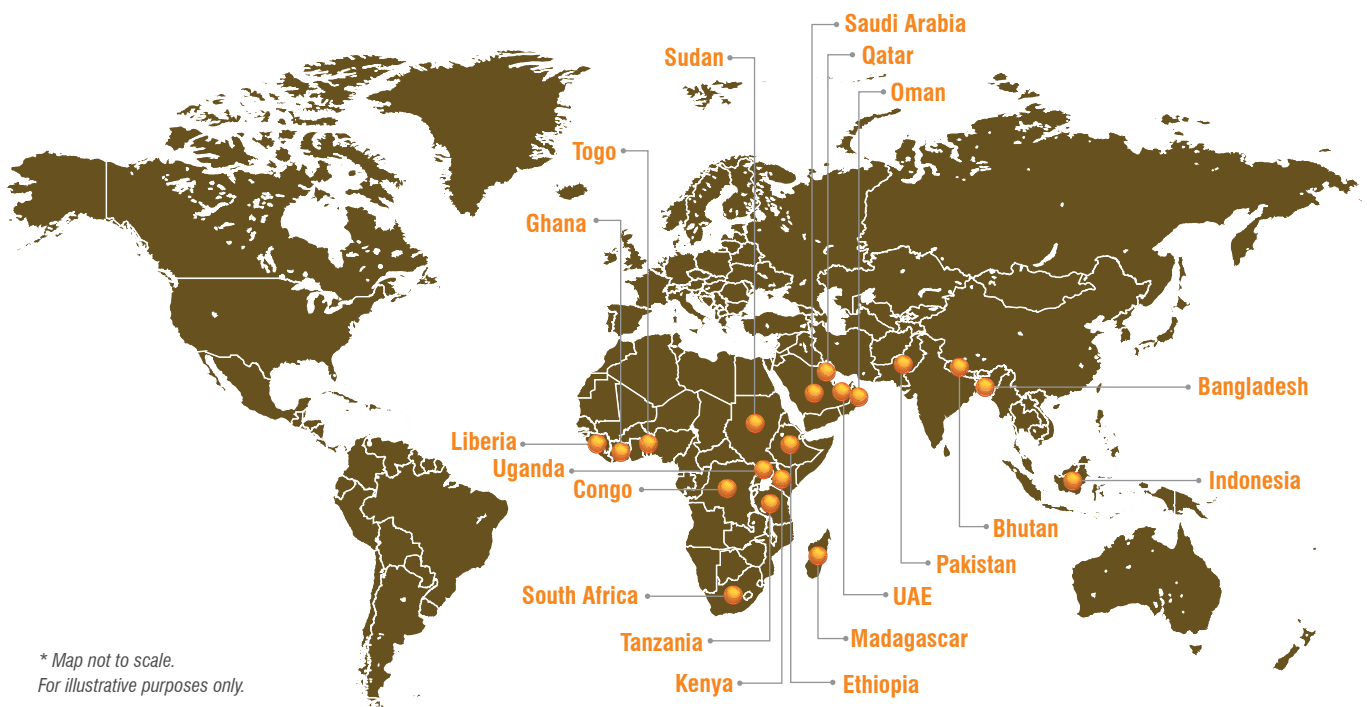 Saudi Arabia
Sudan
Qatar
Oman
Togo
Ghana
Bangladesh
Liberia
Uganda
Congo
Indonesia
Bhutan
Pakistan
South Africa
UAE
Tanzania
Madagascar
Kenya
Ethiopia
* Map not to scale.
For illustrative purposes only.